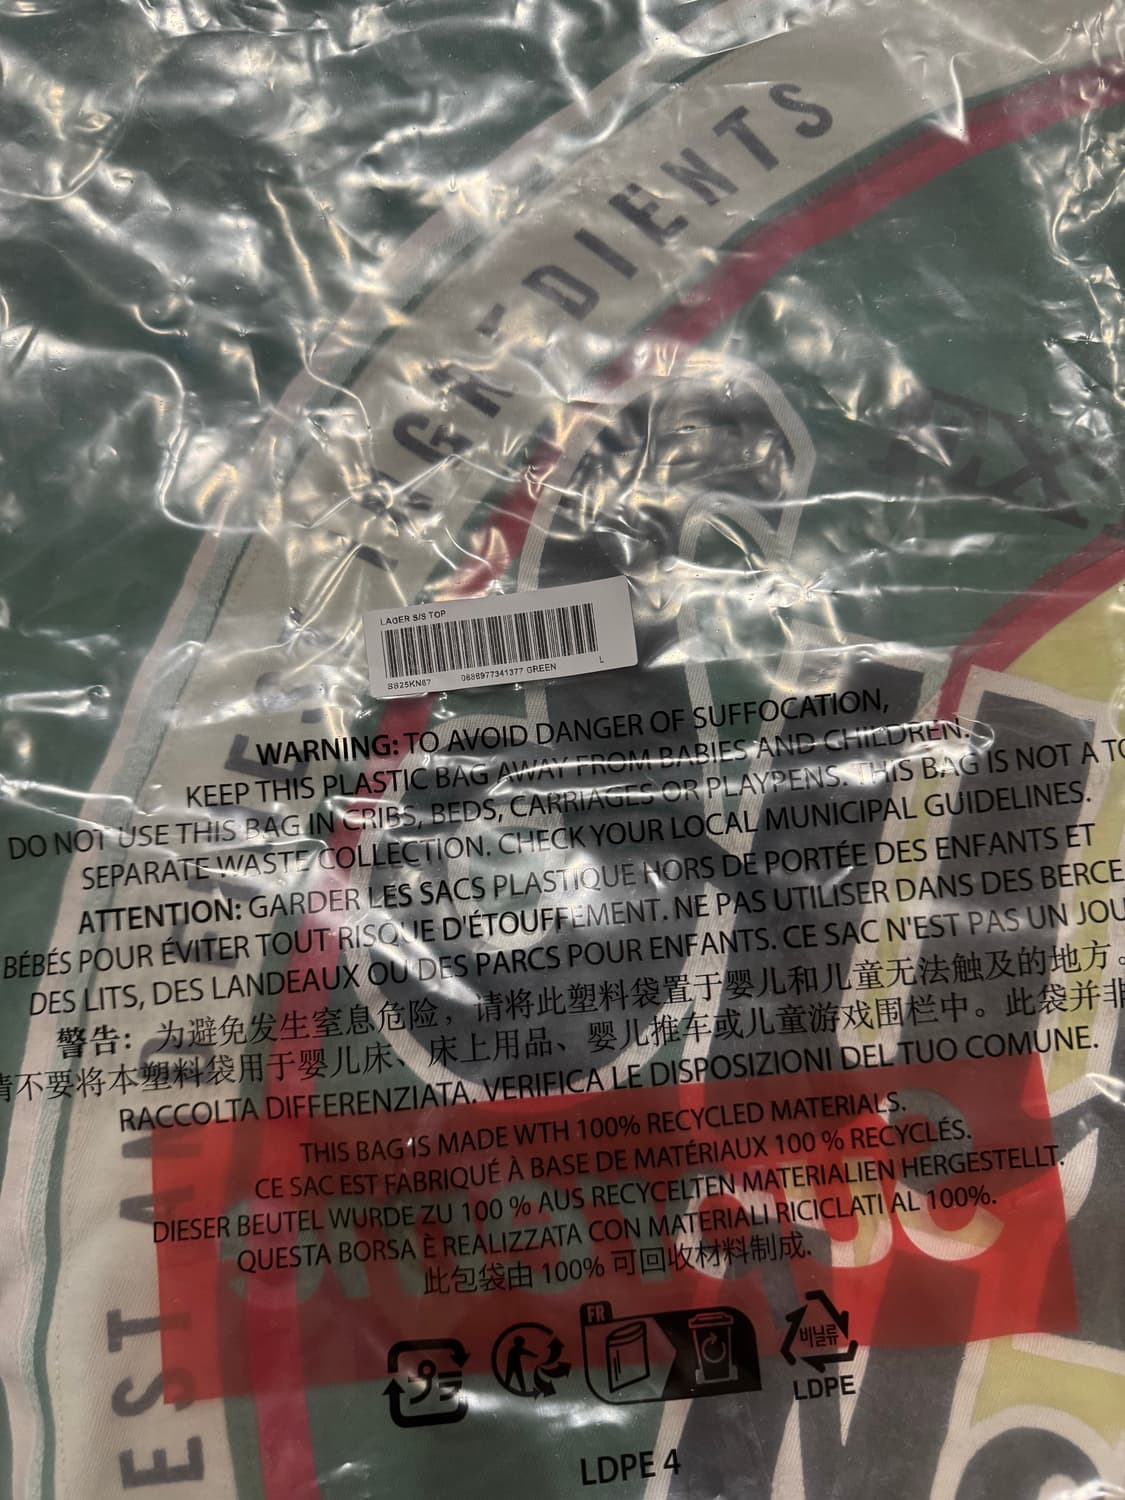 INGREDIENTS
LAGER S/S TOP
SS25KN67 0636977341377 GREEN L
WARNING: TO AVOID DANGER OF SUFFOCATION,
KEEP THIS PLASTIC BAG AWAY FROM BABIES AND CHILDREN.
DO NOT USE THIS BAG IN CRIBS, BEDS, CARRIAGES OR PLAYPENS. THIS BAG IS NOT A
SEPARATE WASTE COLLECTION. CHECK YOUR LOCAL MUNICIPAL GUIDELINES.
ATTENTION: GARDER LES SACS PLASTIQUE HORS DE PORTÉE DES ENFANTS ET
BÉBÉS POUR ÉVITER TOUT RISQUE D'ÉTOUFFEMENT. NE PAS UTILISER DANS DES BERCE
DES LITS, DES LANDEAUX OU DES PARCS POUR ENFANTS. CE SAC N'EST PAS UN JOU
警告：为避免发生窒息危险，请将此塑料袋置于婴儿和儿童无法触及的地方。
请不要将本塑料袋用于婴儿床、床上用品、婴儿推车或儿童游戏围栏中。此袋并非
RACCOLTA DIFFERENZIATA. VERIFICA LE DISPOSIZIONI DEL TUO COMUNE.
THIS BAG IS MADE WTH 100% RECYCLED MATERIALS.
CE SAC EST FABRIQUÉ À BASE DE MATÉRIAUX 100 % RECYCLÉS.
DIESER BEUTEL WURDE ZU 100 % AUS RECYCELTEN MATERIALIEN HERGESTELLT.
QUESTA BORSA È REALIZZATA CON MATERIALI RICICLATI AL 100%.
此包袋由 100% 可回收材料制成.
Supreme
FR
비닐류
LDPE
LDPE 4